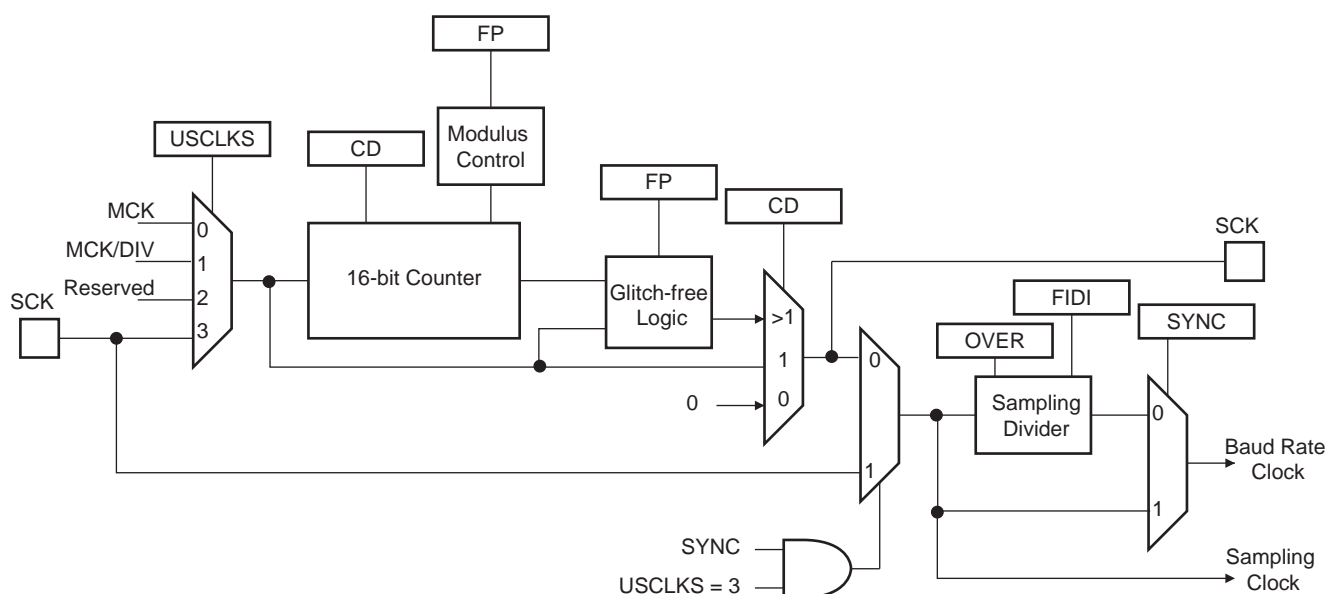 FP
USCLKS
CD
Modulus
Control
FP
CD
MCK
0
MCK/DIV
1
Reserved
2
SCK
3
16-bit Counter
Glitch-free
Logic
>1
1
0
0
SCK
FIDI
OVER
SYNC
0
1
Sampling
Divider
0
1
Baud Rate
Clock
SYNC
USCLKS = 3
Sampling
Clock